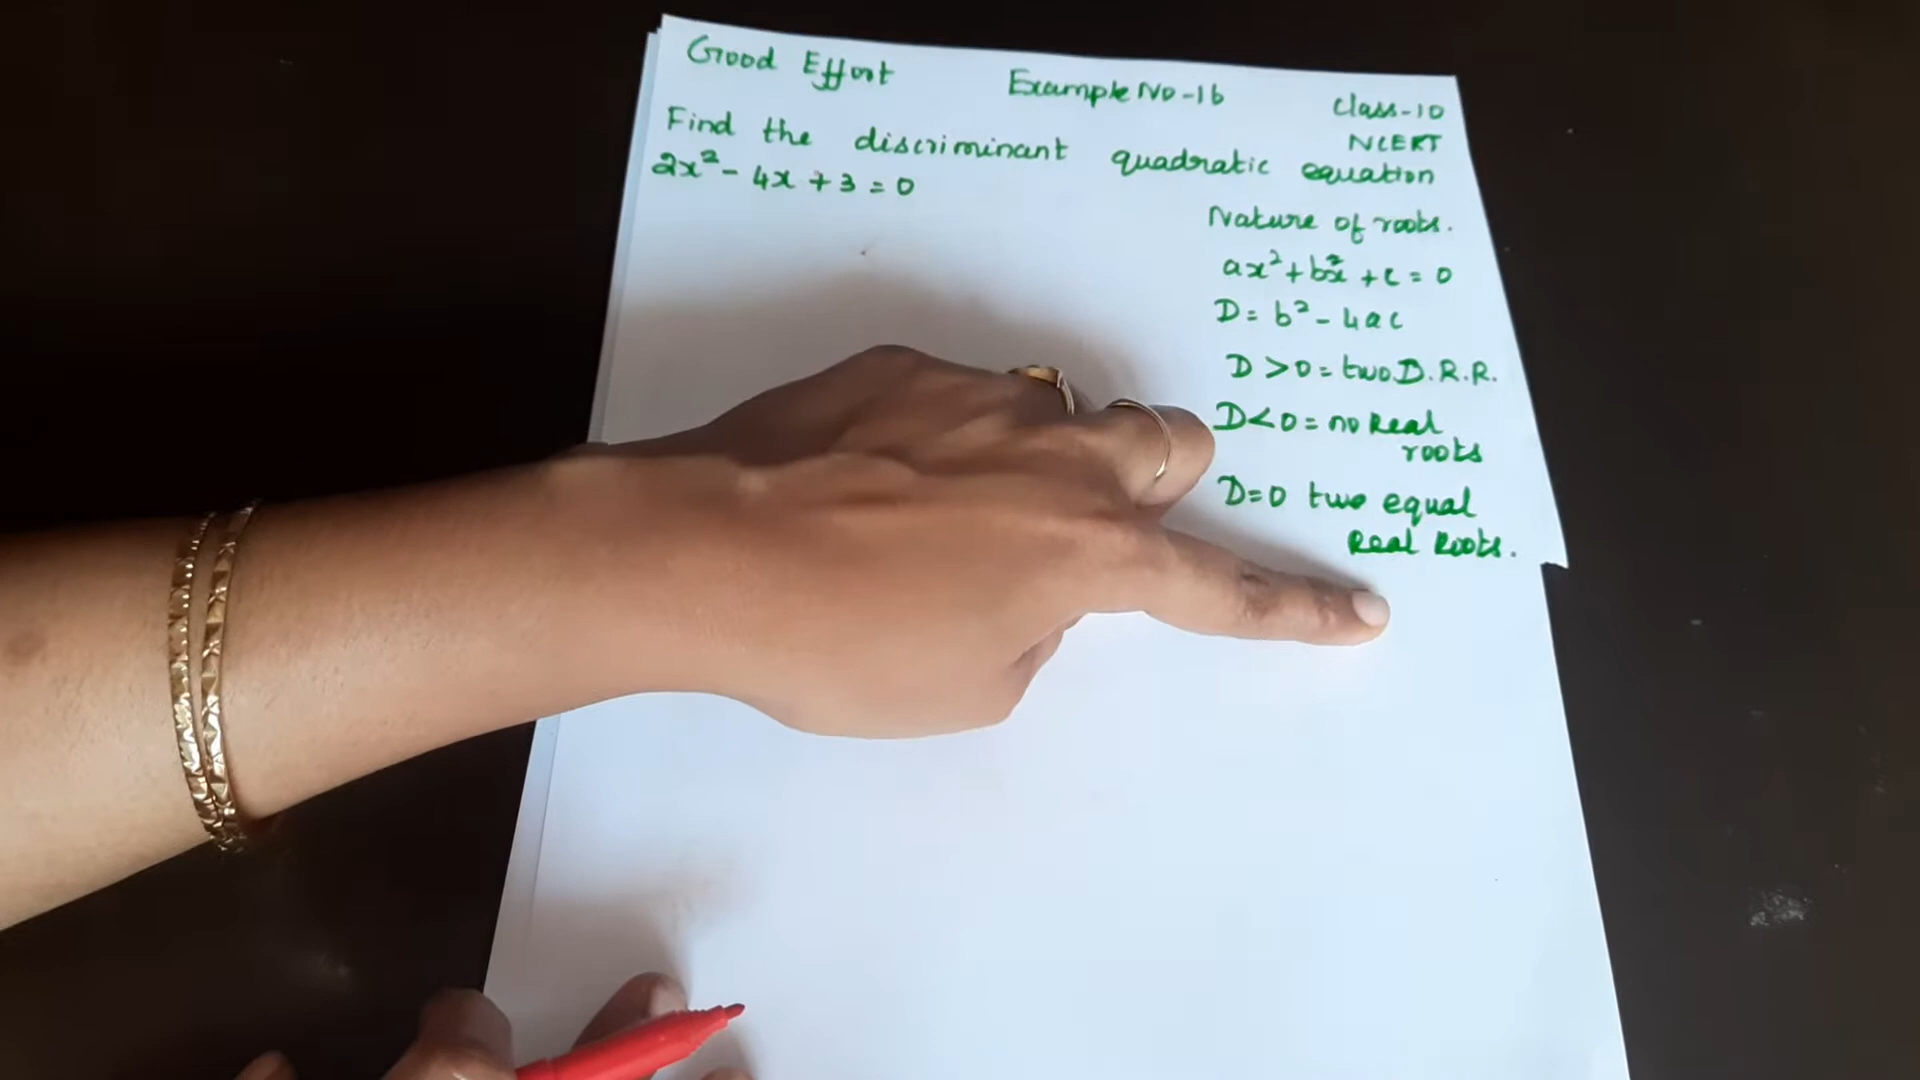 Good Effort Example No-16 Class-10
NCERT
Find the discriminant quadratic equation
2x² - 4x + 3 = 0
Nature of roots.
ax² + bx + c = 0
D = b² - 4ac
D > 0 = two D.R.R.
D < 0 = no Real
roots
D=0 two equal
Real Roots.